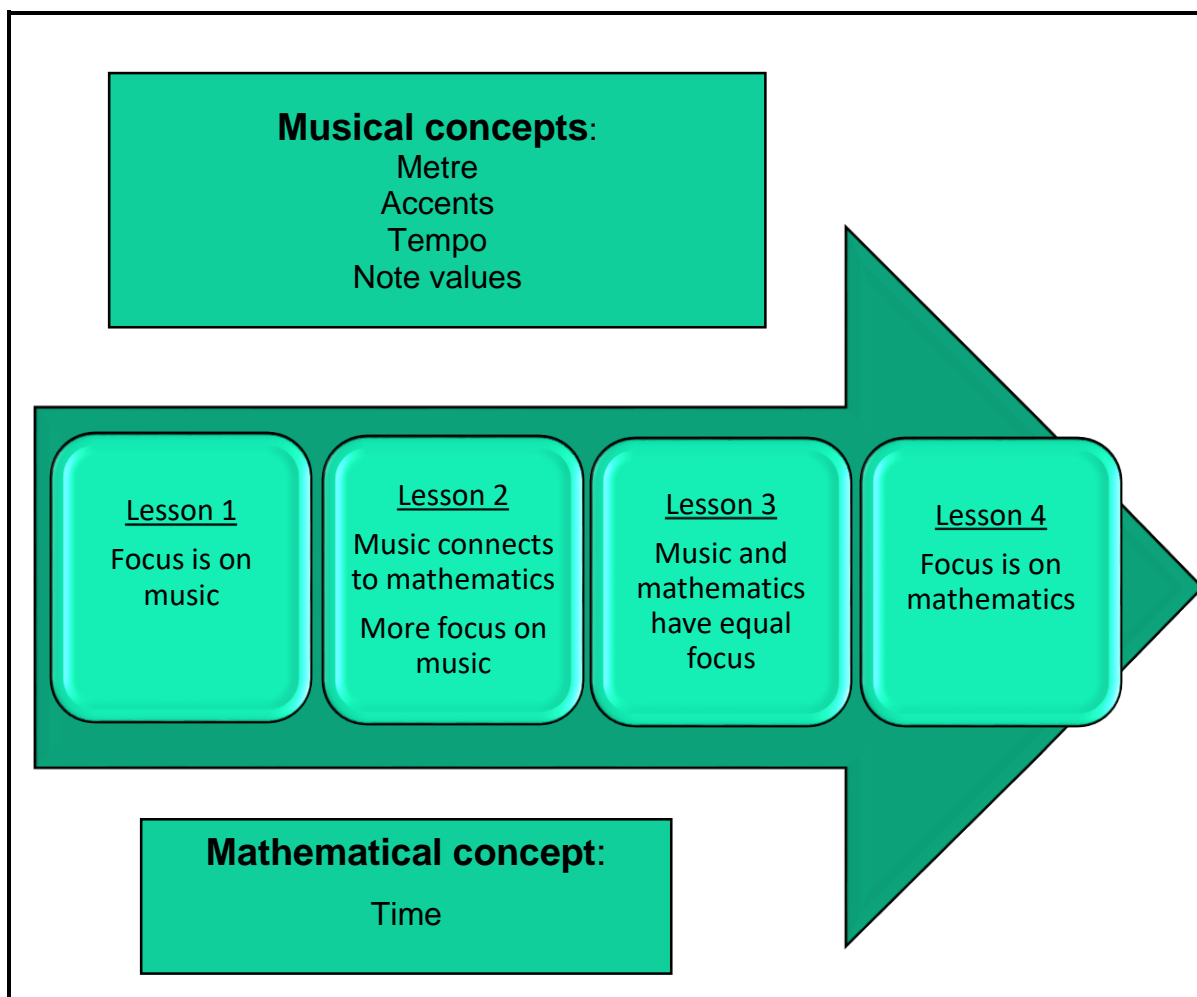 Musical concepts:
Metre
Accents
Tempo
Note values
Lesson 1
Focus is on
music
Lesson 2
Music connects
to mathematics
More focus on
music
Lesson 3
Music and
mathematics
have equal
focus
Lesson 4
Focus is on
mathematics
Mathematical concept:
Time